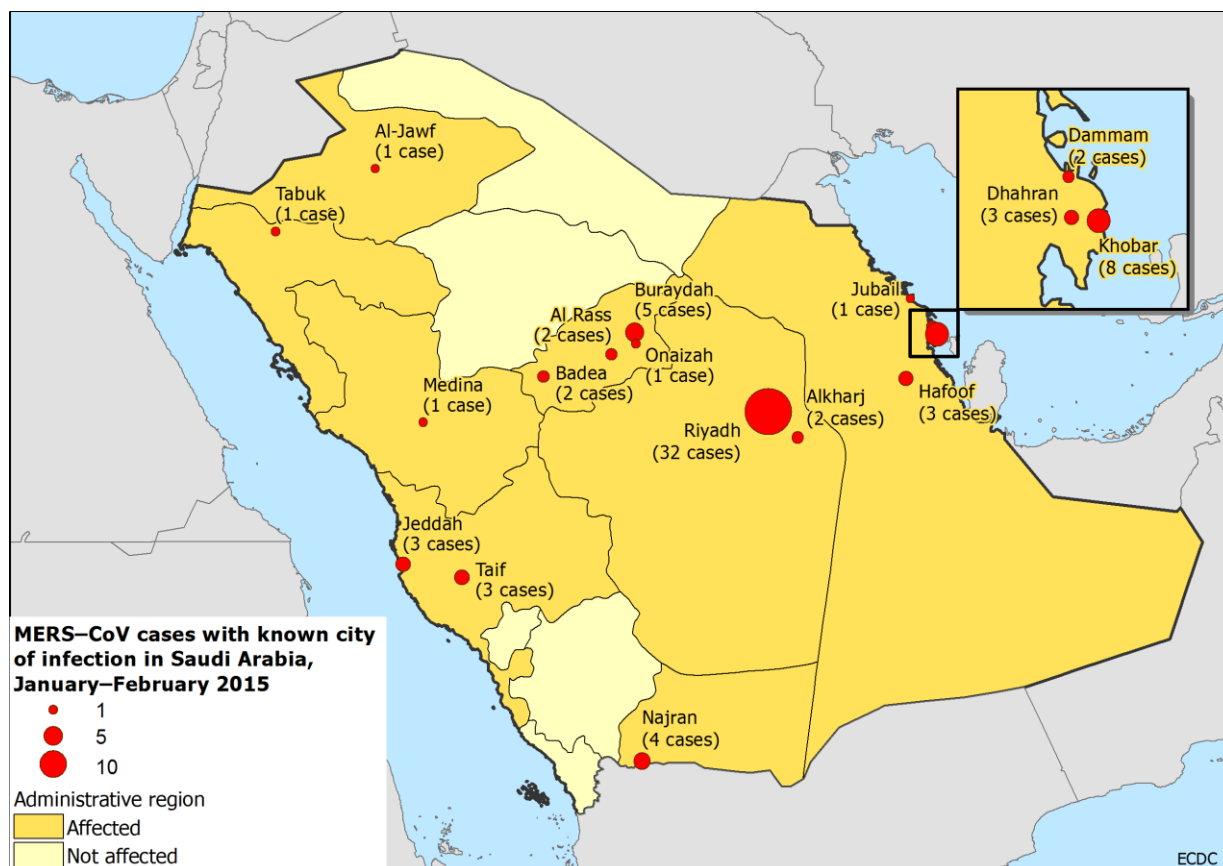 Al-Jawf
(1 case)
Tabuk
(1 case)
Dammam
(2 cases)
Dhahran
(3 cases)
Khobar
(8 cases)
Jubail
(1 case)
Buraydah
(5 cases)
Al Rass
(2 cases)
Onaizah
(1 case)
Badea
(2 cases)
Medina
(1 case)
Alkharj
(2 cases)
Riyadh
(32 cases)
Hafoof
(3 cases)
Jeddah
(3 cases)
Taif
(3 cases)
Najran
(4 cases)
MERS–CoV cases with known city
of infection in Saudi Arabia,
January–February 2015
1
5
10
Administrative region
Affected
Not affected
ECDC